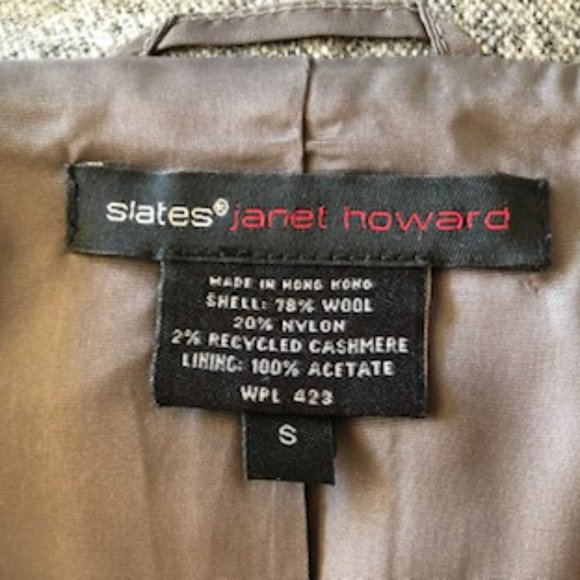 slates® janet howard
MADE IN HONG KONG
SHELL: 78% WOOL
20% NYLON
2% RECYCLED CASHMERE
LINING: 100% ACETATE
WPL 423
S